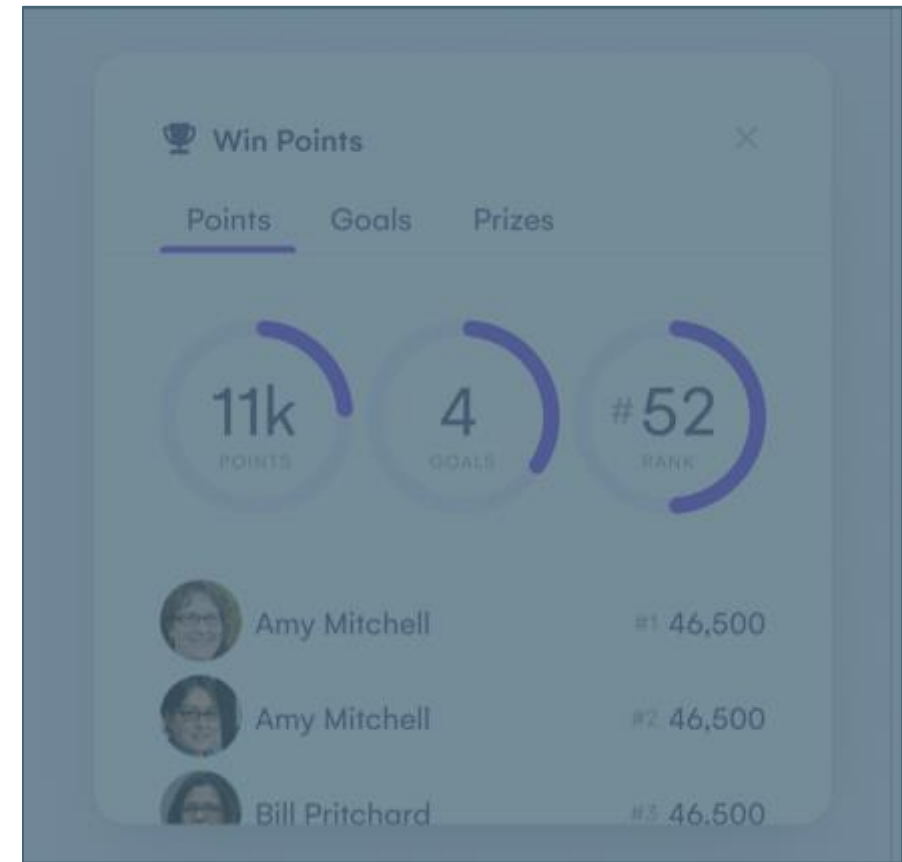 Win Points
Points Goals Prizes
11k 4 #52
POINTS GOALS RANK
Amy Mitchell #1 46,500
Amy Mitchell #2 46,500
Bill Pritchard #3 46,500